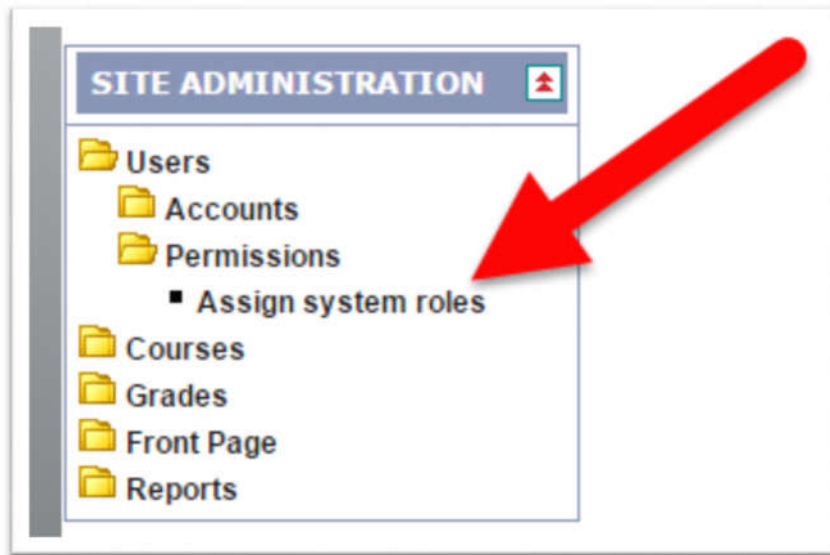 SITE ADMINISTRATION
Users
Accounts
Permissions
Assign system roles
Courses
Grades
Front Page
Reports